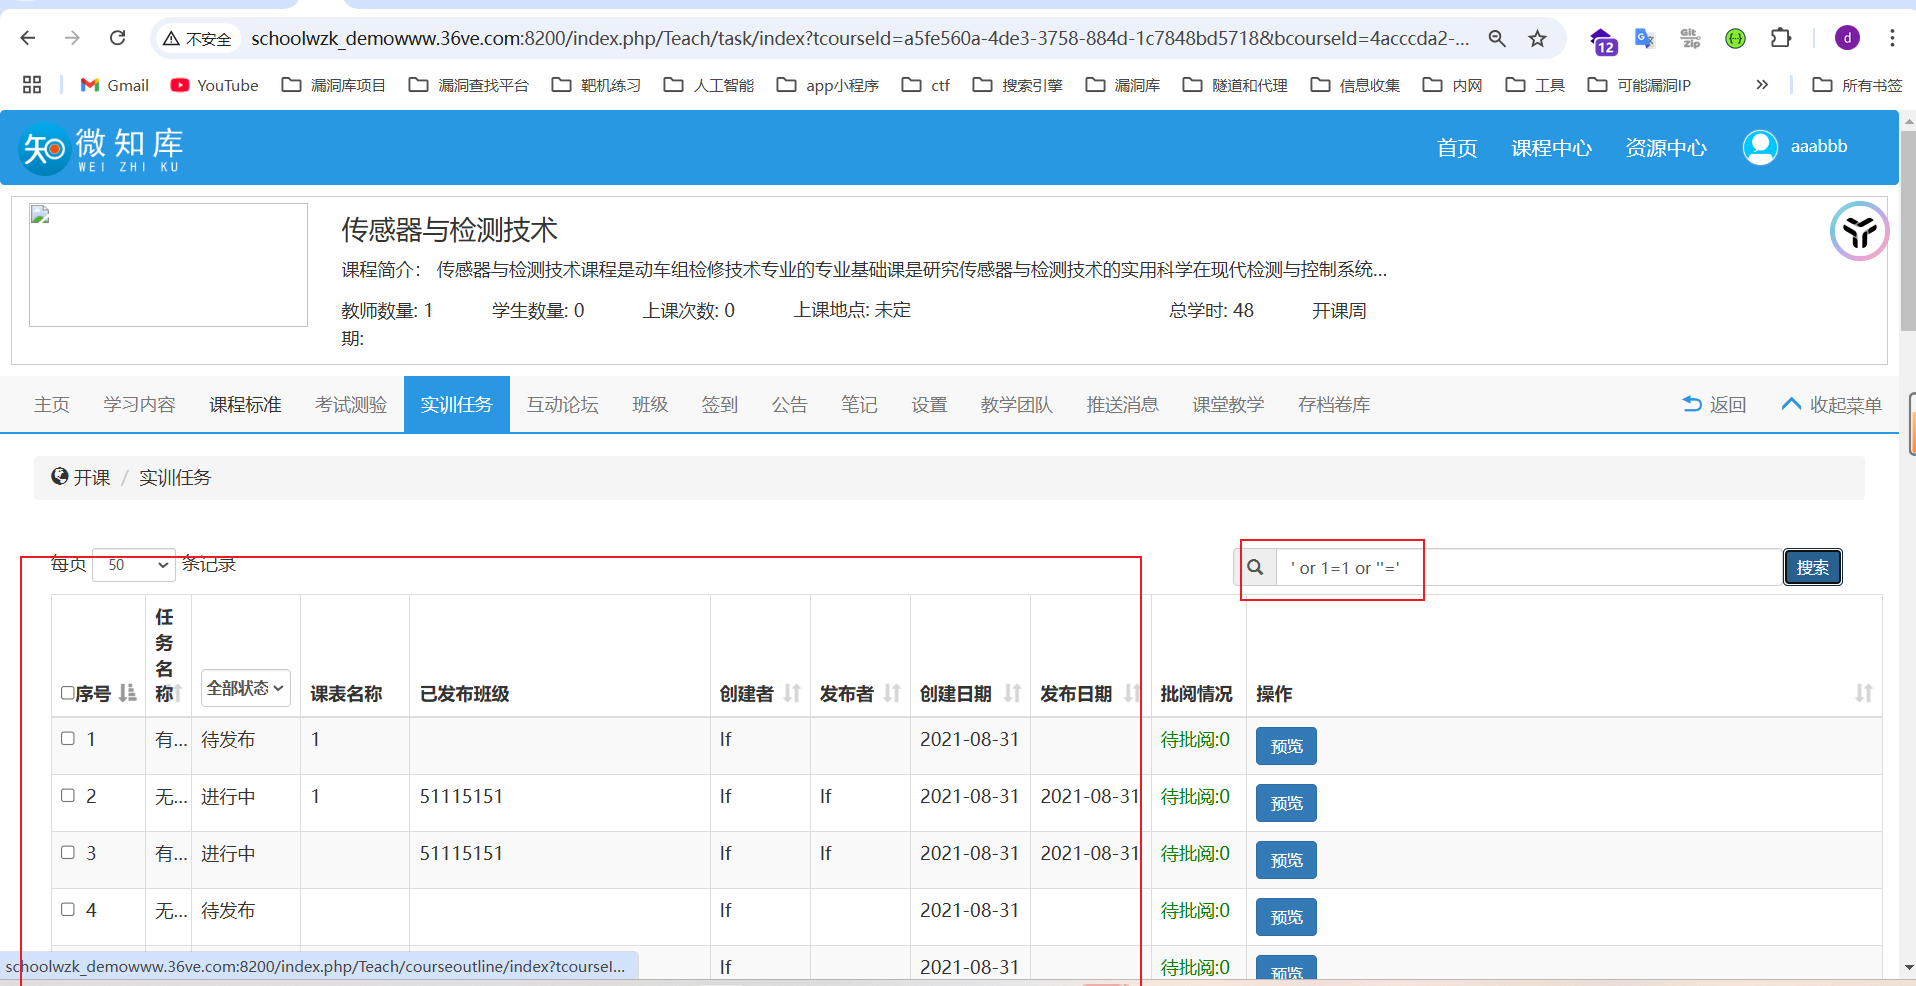 不安全 schoolwzk_demowww.36ve.com:8200/index.php/Teach/task/index?tcourseId=a5fe560a-4de3-3758-884d-1c7848bd5718&bcourseId=4acccda2-... 12 Git Zip d
Gmail YouTube 漏洞库项目 漏洞查找平台 靶机练习 人工智能 app小程序 ctf 搜索引擎 漏洞库 隧道和代理 信息收集 内网 工具 可能漏洞IP » 所有书签
知 微知库 首页 课程中心 资源中心 aaabbb
WEI ZHI KU
传感器与检测技术
课程简介： 传感器与检测技术课程是动车组检修技术专业的专业基础课是研究传感器与检测技术的实用科学在现代检测与控制系统...
教师数量: 1 学生数量: 0 上课次数: 0 上课地点: 未定 总学时: 48 开课周
期:
主页 学习内容 课程标准 考试测验 实训任务 互动论坛 班级 签到 公告 笔记 设置 教学团队 推送消息 课堂教学 存档卷库 返回 收起菜单
开课 / 实训任务
每页 50 条记录 ' or 1=1 or ''=' 搜索
序号 任务名称 全部状态 课表名称 已发布班级 创建者 发布者 创建日期 发布日期 批阅情况 操作
1 有... 待发布 1 lf 2021-08-31 待批阅:0 预览
2 无... 进行中 1 51115151 lf lf 2021-08-31 2021-08-31 待批阅:0 预览
3 有... 进行中 51115151 lf lf 2021-08-31 2021-08-31 待批阅:0 预览
4 无... 待发布 lf 2021-08-31 待批阅:0 预览
lf 2021-08-31 待批阅:0 预览
schoolwzk_demowww.36ve.com:8200/index.php/Teach/courseoutline/index?tcourseI...